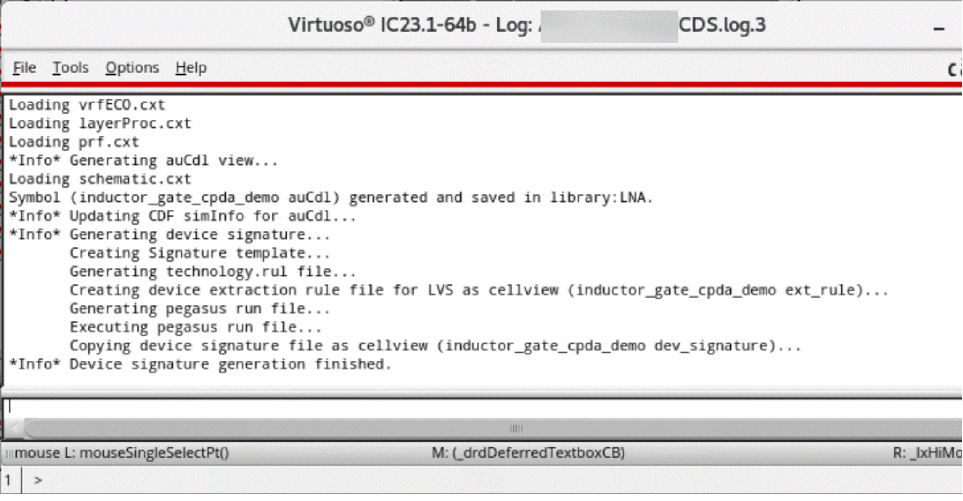 Virtuoso® IC23.1-64b - Log: CDS.log.3
File Tools Options Help
Loading vrfECO.cxt
Loading layerProc.cxt
Loading prf.cxt
*Info* Generating auCdl view...
Loading schematic.cxt
Symbol (inductor_gate_cpda_demo auCdl) generated and saved in library:LNA.
*Info* Updating CDF simInfo for auCdl...
*Info* Generating device signature...
Creating Signature template...
Generating technology.rul file...
Creating device extraction rule file for LVS as cellview (inductor_gate_cpda_demo ext_rule)...
Generating pegasus run file...
Executing pegasus run file...
Copying device signature file as cellview (inductor_gate_cpda_demo dev_signature)...
*Info* Device signature generation finished.
mouse L: mouseSingleSelectPt() M: (_drdDeferredTextboxCB) R: _lxHiMo
1 >